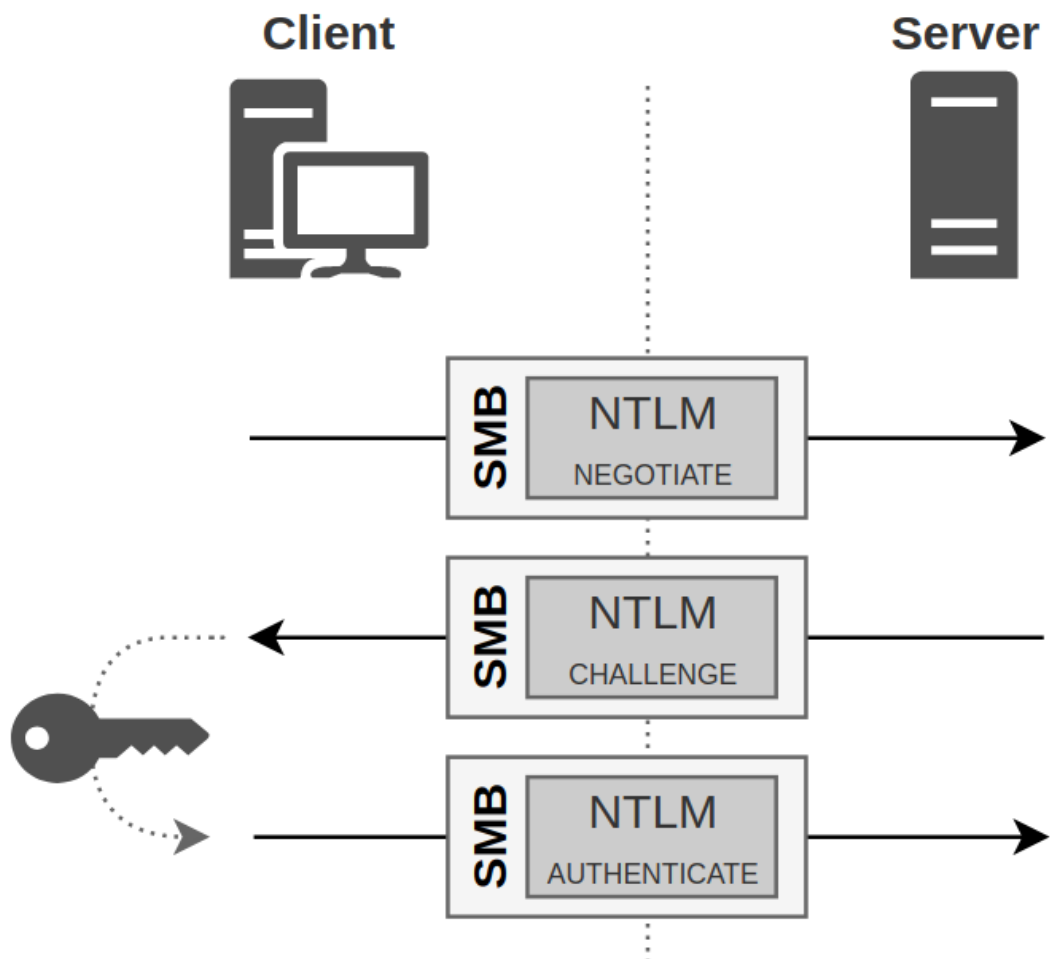 Client
Server
SMB
NTLM
NEGOTIATE
SMB
NTLM
CHALLENGE
SMB
NTLM
AUTHENTICATE